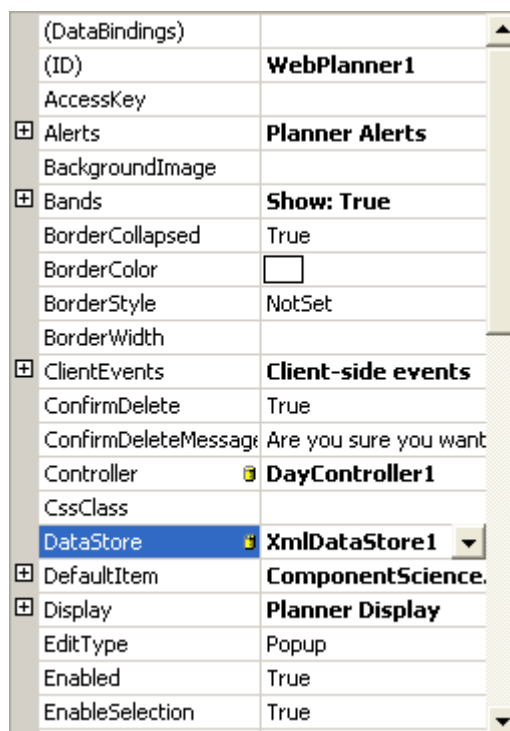 (DataBindings)
(ID) WebPlanner1
AccessKey
Alerts Planner Alerts
BackgroundImage
Bands Show: True
BorderCollapsed True
BorderColor
BorderStyle NotSet
BorderWidth
ClientEvents Client-side events
ConfirmDelete True
ConfirmDeleteMessage Are you sure you want
Controller DayController1
CssClass
DataStore XmlDataStore1
DefaultItem ComponentScience.
Display Planner Display
EditType Popup
Enabled True
EnableSelection True